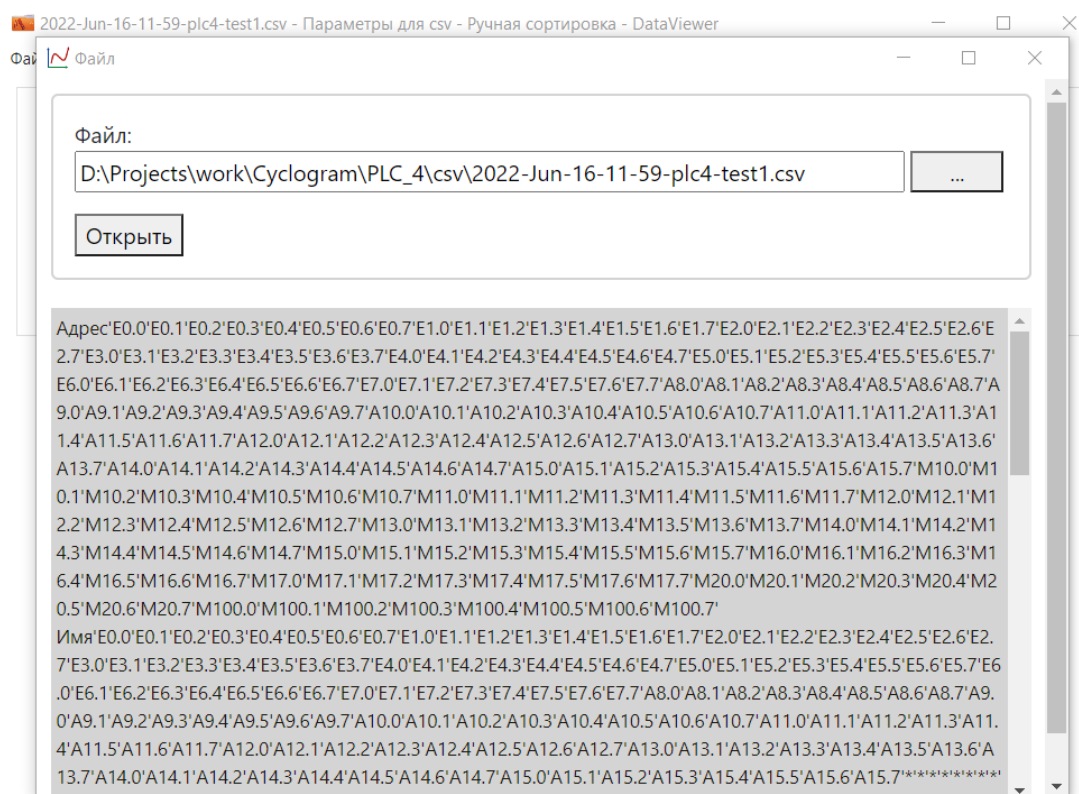 2022-Jun-16-11-59-plc4-test1.csv - Параметры для csv - Ручная сортировка - DataViewer
Фай
Файл
Файл:
D:\Projects\work\Cyclogram\PLC_4\csv\2022-Jun-16-11-59-plc4-test1.csv
...
Открыть
Адрес'E0.0'E0.1'E0.2'E0.3'E0.4'E0.5'E0.6'E0.7'E1.0'E1.1'E1.2'E1.3'E1.4'E1.5'E1.6'E1.7'E2.0'E2.1'E2.2'E2.3'E2.4'E2.5'E2.6'E
2.7'E3.0'E3.1'E3.2'E3.3'E3.4'E3.5'E3.6'E3.7'E4.0'E4.1'E4.2'E4.3'E4.4'E4.5'E4.6'E4.7'E5.0'E5.1'E5.2'E5.3'E5.4'E5.5'E5.6'E5.7'
E6.0'E6.1'E6.2'E6.3'E6.4'E6.5'E6.6'E6.7'E7.0'E7.1'E7.2'E7.3'E7.4'E7.5'E7.6'E7.7'A8.0'A8.1'A8.2'A8.3'A8.4'A8.5'A8.6'A8.7'A
9.0'A9.1'A9.2'A9.3'A9.4'A9.5'A9.6'A9.7'A10.0'A10.1'A10.2'A10.3'A10.4'A10.5'A10.6'A10.7'A11.0'A11.1'A11.2'A11.3'A1
1.4'A11.5'A11.6'A11.7'A12.0'A12.1'A12.2'A12.3'A12.4'A12.5'A12.6'A12.7'A13.0'A13.1'A13.2'A13.3'A13.4'A13.5'A13.6'
A13.7'A14.0'A14.1'A14.2'A14.3'A14.4'A14.5'A14.6'A14.7'A15.0'A15.1'A15.2'A15.3'A15.4'A15.5'A15.6'A15.7'M10.0'M1
0.1'M10.2'M10.3'M10.4'M10.5'M10.6'M10.7'M11.0'M11.1'M11.2'M11.3'M11.4'M11.5'M11.6'M11.7'M12.0'M12.1'M1
2.2'M12.3'M12.4'M12.5'M12.6'M12.7'M13.0'M13.1'M13.2'M13.3'M13.4'M13.5'M13.6'M13.7'M14.0'M14.1'M14.2'M1
4.3'M14.4'M14.5'M14.6'M14.7'M15.0'M15.1'M15.2'M15.3'M15.4'M15.5'M15.6'M15.7'M16.0'M16.1'M16.2'M16.3'M1
6.4'M16.5'M16.6'M16.7'M17.0'M17.1'M17.2'M17.3'M17.4'M17.5'M17.6'M17.7'M20.0'M20.1'M20.2'M20.3'M20.4'M2
0.5'M20.6'M20.7'M100.0'M100.1'M100.2'M100.3'M100.4'M100.5'M100.6'M100.7'
Имя'E0.0'E0.1'E0.2'E0.3'E0.4'E0.5'E0.6'E0.7'E1.0'E1.1'E1.2'E1.3'E1.4'E1.5'E1.6'E1.7'E2.0'E2.1'E2.2'E2.3'E2.4'E2.5'E2.6'E2.
7'E3.0'E3.1'E3.2'E3.3'E3.4'E3.5'E3.6'E3.7'E4.0'E4.1'E4.2'E4.3'E4.4'E4.5'E4.6'E4.7'E5.0'E5.1'E5.2'E5.3'E5.4'E5.5'E5.6'E5.7'E6
.0'E6.1'E6.2'E6.3'E6.4'E6.5'E6.6'E6.7'E7.0'E7.1'E7.2'E7.3'E7.4'E7.5'E7.6'E7.7'A8.0'A8.1'A8.2'A8.3'A8.4'A8.5'A8.6'A8.7'A9.
0'A9.1'A9.2'A9.3'A9.4'A9.5'A9.6'A9.7'A10.0'A10.1'A10.2'A10.3'A10.4'A10.5'A10.6'A10.7'A11.0'A11.1'A11.2'A11.3'A11.
4'A11.5'A11.6'A11.7'A12.0'A12.1'A12.2'A12.3'A12.4'A12.5'A12.6'A12.7'A13.0'A13.1'A13.2'A13.3'A13.4'A13.5'A13.6'A
13.7'A14.0'A14.1'A14.2'A14.3'A14.4'A14.5'A14.6'A14.7'A15.0'A15.1'A15.2'A15.3'A15.4'A15.5'A15.6'A15.7'*'*'*'*'*'*'*'*'